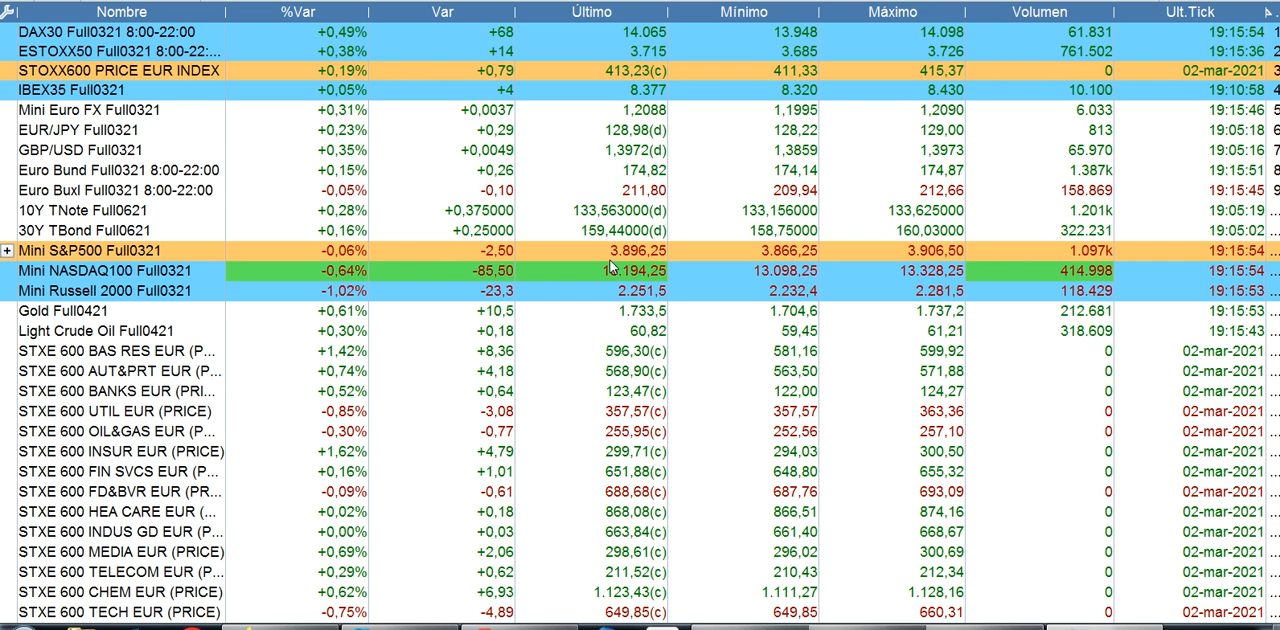 Nombre %Var Var Último Mínimo Máximo Volumen Ult.Tick
DAX30 Full0321 8:00-22:00 +0,49% +68 14.065 13.948 14.098 61.831 19:15:54 1
ESTOXX50 Full0321 8:00-22:... +0,38% +14 3.715 3.685 3.726 761.502 19:15:36 2
STOXX600 PRICE EUR INDEX +0,19% +0,79 413,23(c) 411,33 415,37 0 02-mar-2021 3
IBEX35 Full0321 +0,05% +4 8.377 8.320 8.430 10.100 19:10:58 4
Mini Euro FX Full0321 +0,31% +0,0037 1,2088 1,1995 1,2090 6.033 19:15:46 5
EUR/JPY Full0321 +0,23% +0,29 128,98(d) 128,22 129,00 813 19:05:18 6
GBP/USD Full0321 +0,35% +0,0049 1,3972(d) 1,3859 1,3973 65.970 19:05:16 7
Euro Bund Full0321 8:00-22:00 +0,15% +0,26 174,82 174,14 174,87 1.387k 19:15:51 8
Euro Buxl Full0321 8:00-22:00 -0,05% -0,10 211,80 209,94 212,66 158.869 19:15:45 9
10Y TNote Full0621 +0,28% +0,375000 133,563000(d) 133,156000 133,625000 1.201k 19:05:19 ...
30Y TBond Full0621 +0,16% +0,25000 159,44000(d) 158,75000 160,03000 322.231 19:05:02 ...
Mini S&P500 Full0321 -0,06% -2,50 3.896,25 3.866,25 3.906,50 1.097k 19:15:54 ...
Mini NASDAQ100 Full0321 -0,64% -85,50 13.098,25 13.328,25 414.998 19:15:54 ...
Mini Russell 2000 Full0321 -1,02% -23,3 2.251,5 2.232,4 2.281,5 118.429 19:15:53 ...
Gold Full0421 +0,61% +10,5 1.733,5 1.704,6 1.737,2 212.681 19:15:53 ...
Light Crude Oil Full0421 +0,30% +0,18 60,82 59,45 61,21 318.609 19:15:43 ...
STXE 600 BAS RES EUR (P... +1,42% +8,36 596,30(c) 581,16 599,92 0 02-mar-2021 ...
STXE 600 AUT&PRT EUR (P... +0,74% +4,18 568,90(c) 563,50 571,88 0 02-mar-2021 ...
STXE 600 BANKS EUR (PRI... +0,52% +0,64 123,47(c) 122,00 124,27 0 02-mar-2021 ...
STXE 600 UTIL EUR (PRICE) -0,85% -3,08 357,57(c) 357,57 363,36 0 02-mar-2021 ...
STXE 600 OIL&GAS EUR (P... -0,30% -0,77 255,95(c) 252,56 257,10 0 02-mar-2021 ...
STXE 600 INSUR EUR (PRICE) +1,62% +4,79 299,71(c) 294,03 300,50 0 02-mar-2021 ...
STXE 600 FIN SVCS EUR (P... +0,16% +1,01 651,88(c) 648,80 655,32 0 02-mar-2021 ...
STXE 600 FD&BVR EUR (PR... -0,09% -0,61 688,68(c) 687,76 693,09 0 02-mar-2021 ...
STXE 600 HEA CARE EUR (... +0,02% +0,18 868,08(c) 866,51 874,16 0 02-mar-2021 ...
STXE 600 INDUS GD EUR (P... +0,00% +0,03 663,84(c) 661,40 668,67 0 02-mar-2021 ...
STXE 600 MEDIA EUR (PRICE) +0,69% +2,06 298,61(c) 296,02 300,69 0 02-mar-2021 ...
STXE 600 TELECOM EUR (P... +0,29% +0,62 211,52(c) 210,43 212,34 0 02-mar-2021 ...
STXE 600 CHEM EUR (PRICE) +0,62% +6,93 1.123,43(c) 1.111,27 1.128,16 0 02-mar-2021 ...
STXE 600 TECH EUR (PRICE) -0,75% -4,89 649,85(c) 649,85 660,31 0 02-mar-2021 ...